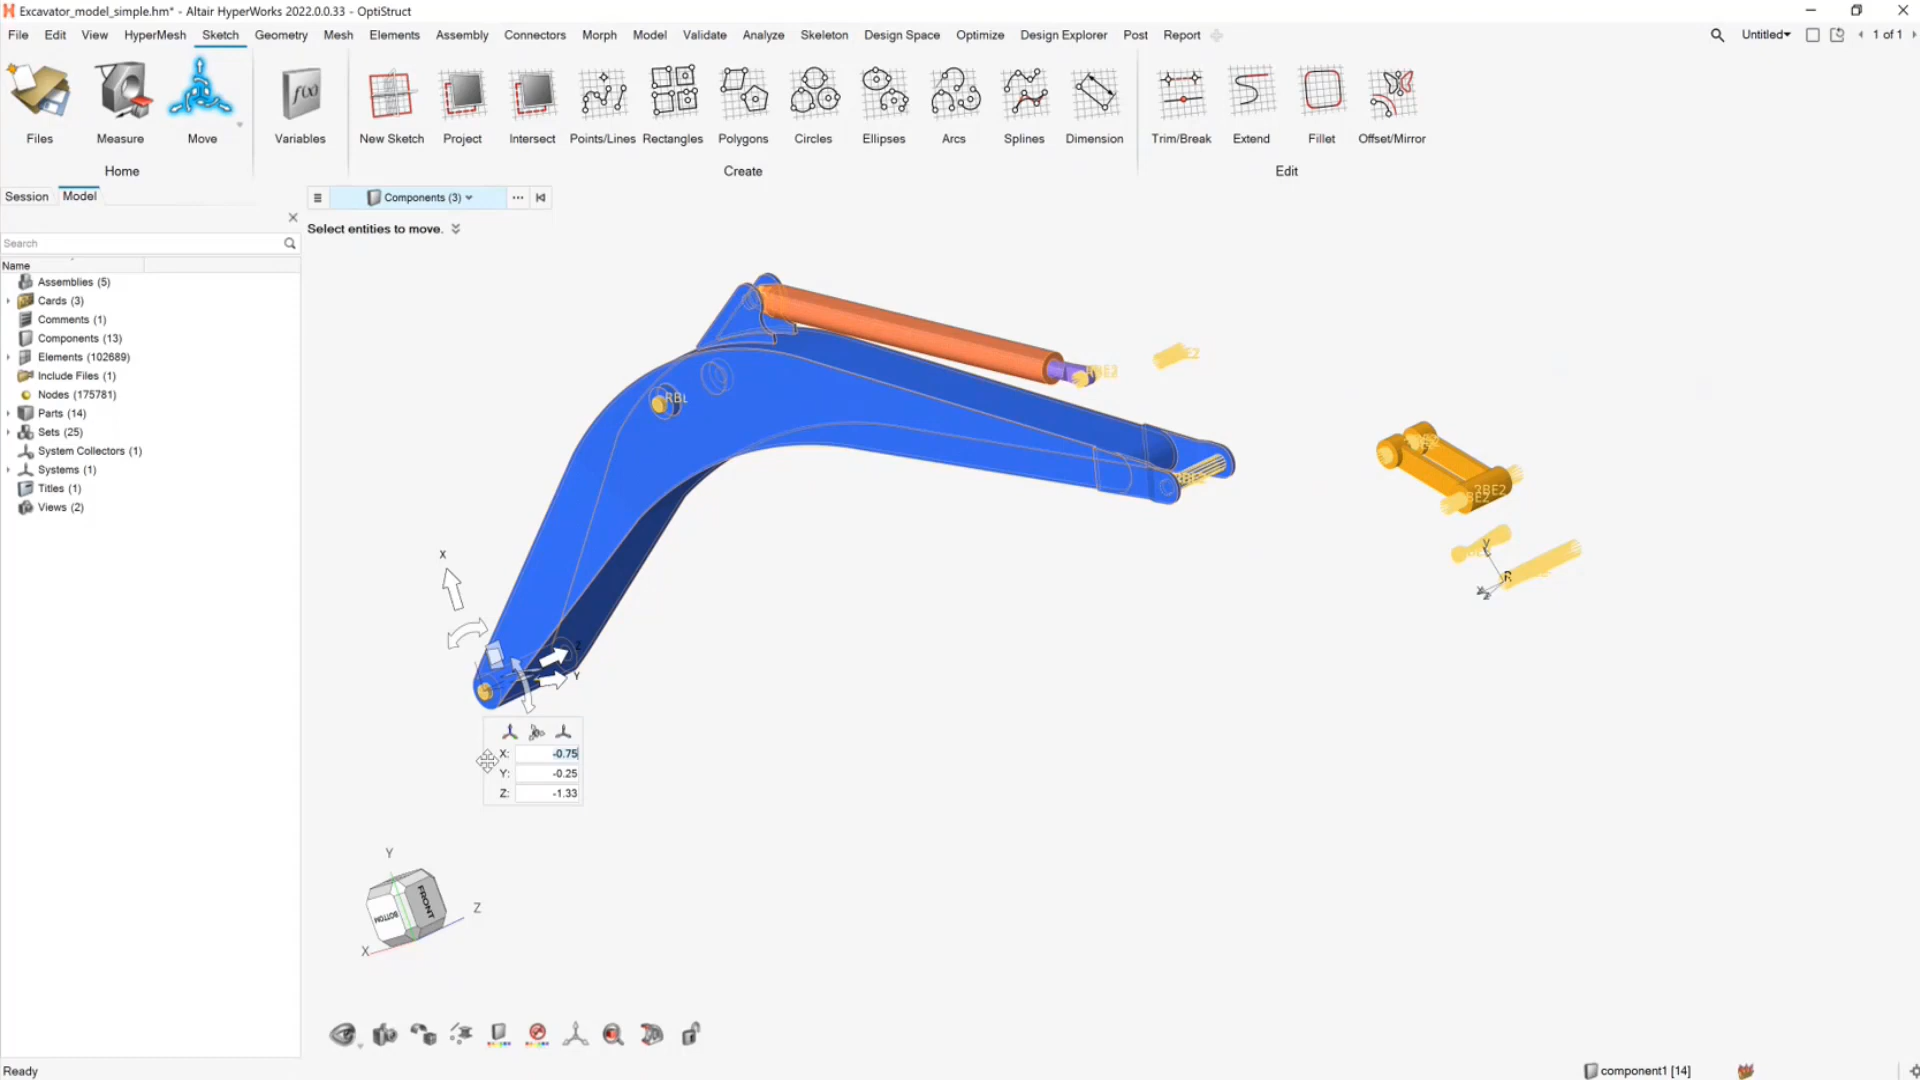 Excavator_model_simple.hm* - Altair HyperWorks 2022.0.0.33 - OptiStruct
File Edit View HyperMesh Sketch Geometry Mesh Elements Assembly Connectors Morph Model Validate Analyze Skeleton Design Space Optimize Design Explorer Post Report Untitled 1 of 1
f(x)
Files Measure Move Variables New Sketch Project Intersect Points/Lines Rectangles Polygons Circles Ellipses Arcs Splines Dimension Trim/Break Extend Fillet Offset/Mirror
Home Create Edit
Session Model
Components (3)
Select entities to move.
Search
Name
Assemblies (5)
Cards (3)
Comments (1)
Components (13)
Elements (102689)
Include Files (1)
Nodes (175781)
Parts (14)
Sets (25)
System Collectors (1)
Systems (1)
Titles (1)
Views (2)
X
Z
Y
X: -0.75
Y: -0.25
Z: -1.33
Y
FRONT
BOTTOM
Z
X
Ready
component1 [14]